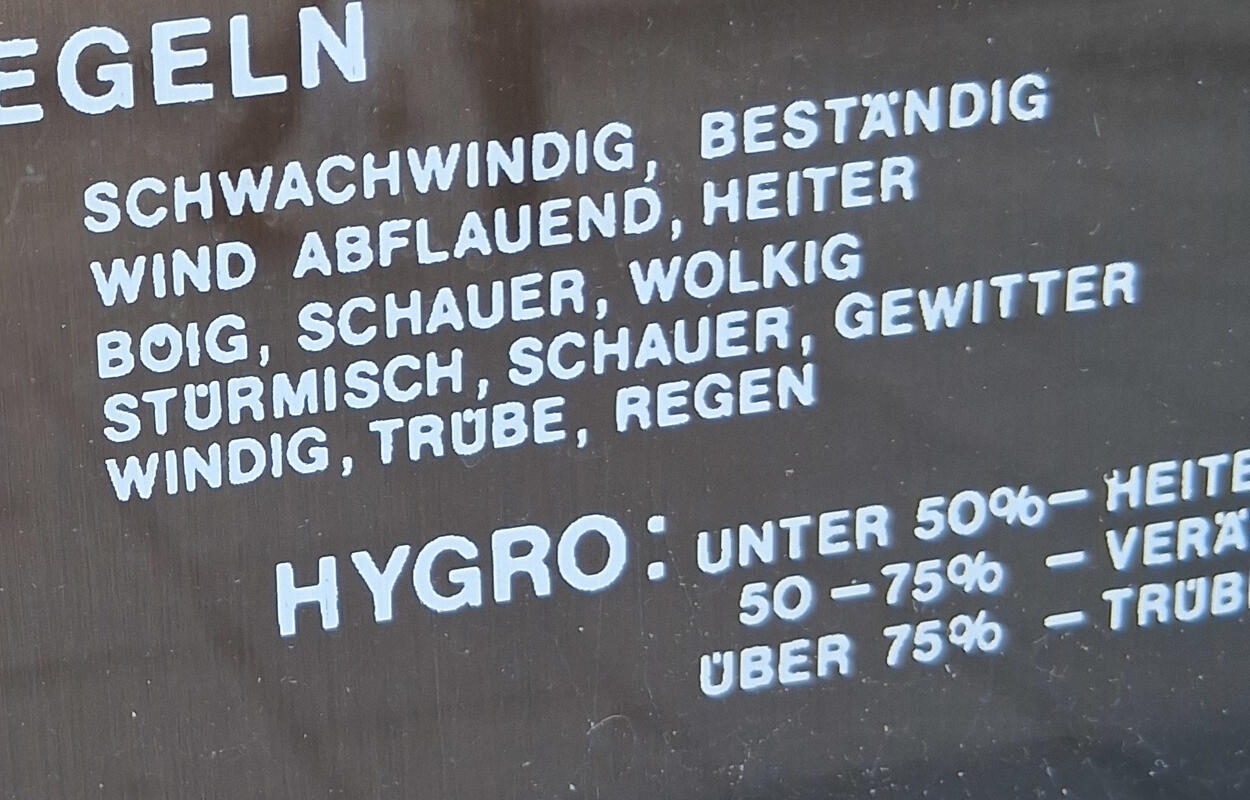 EGELN
SCHWACHWINDIG, BESTÄNDIG
WIND ABFLAUEND, HEITER
BÖIG, SCHAUER, WOLKIG
STÜRMISCH, SCHAUER, GEWITTER
WINDIG, TRÜBE, REGEN
HYGRO: UNTER 50% – HEITE
50 – 75% – VERÄ
ÜBER 75% – TRÜB